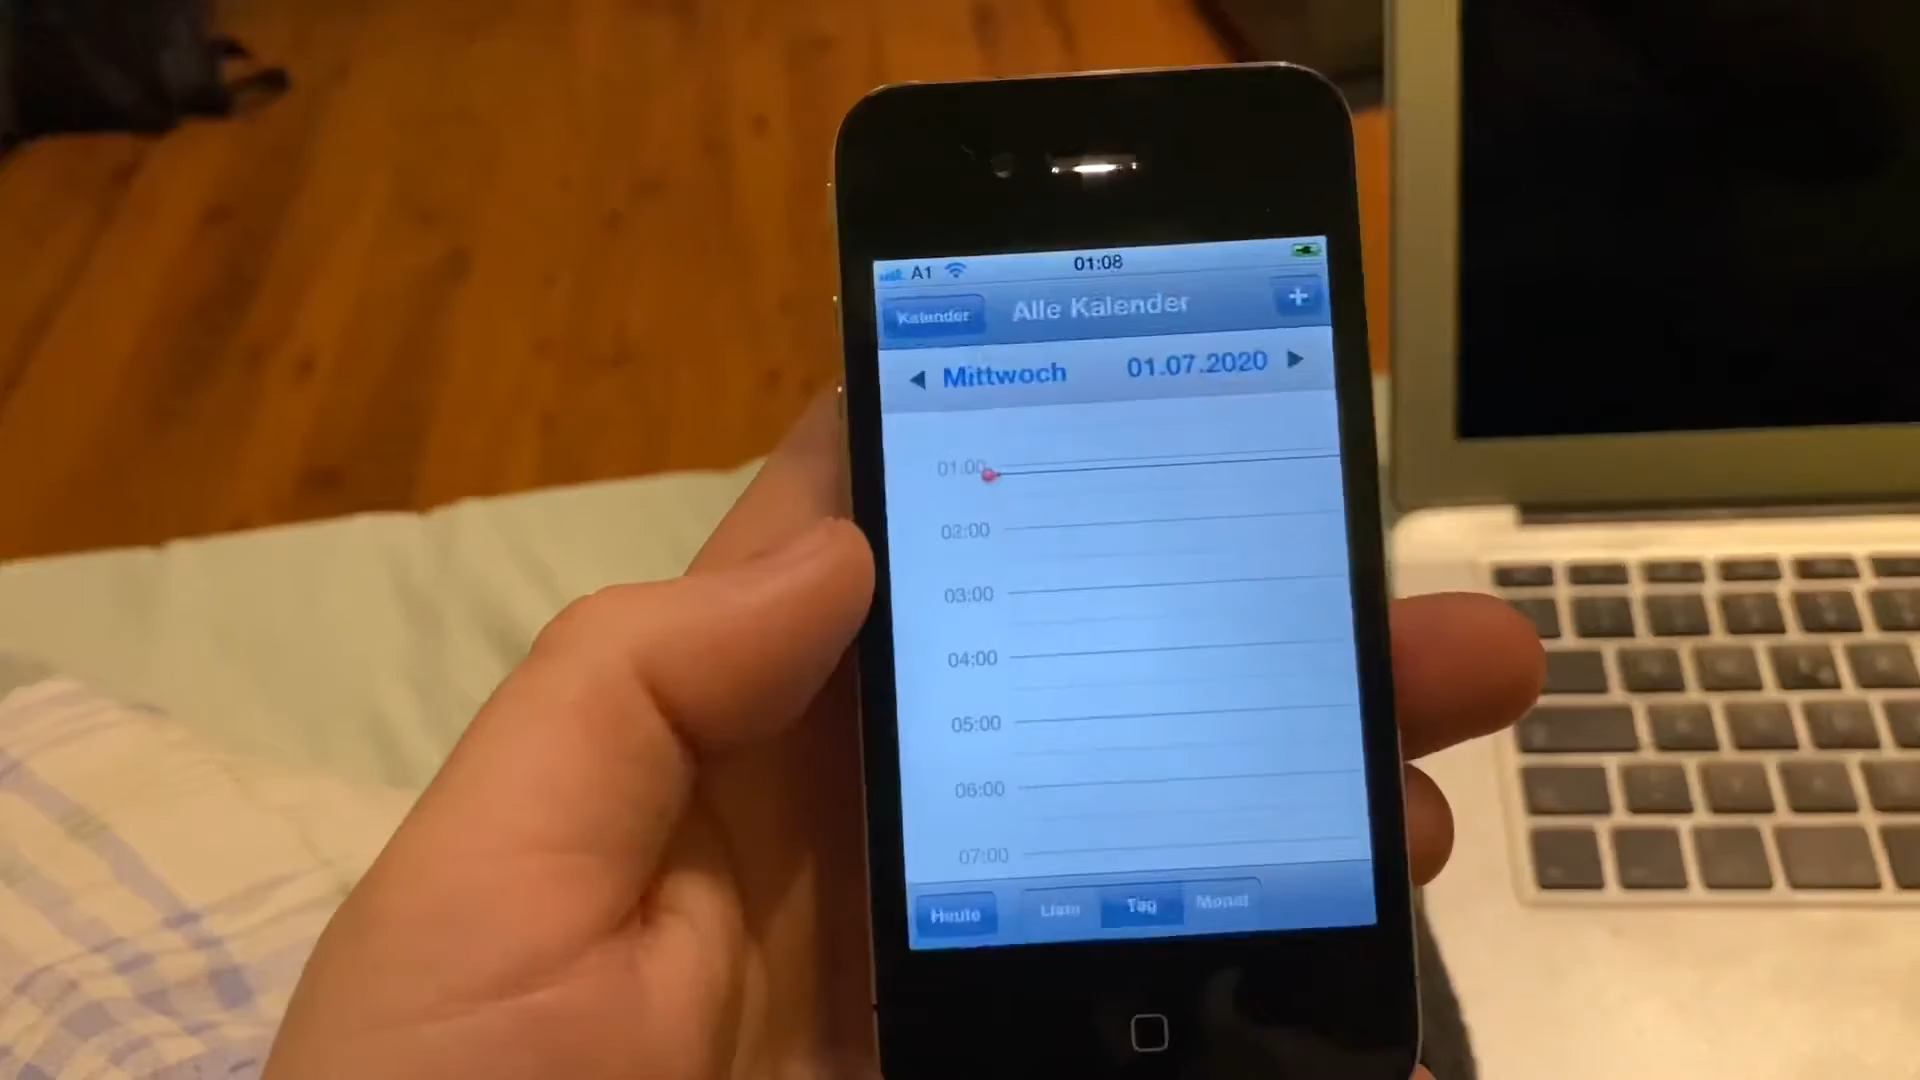 A1 01:08
Kalender Alle Kalender +
Mittwoch 01.07.2020
01:00
02:00
03:00
04:00
05:00
06:00
07:00
Heute Liste Tag Monat